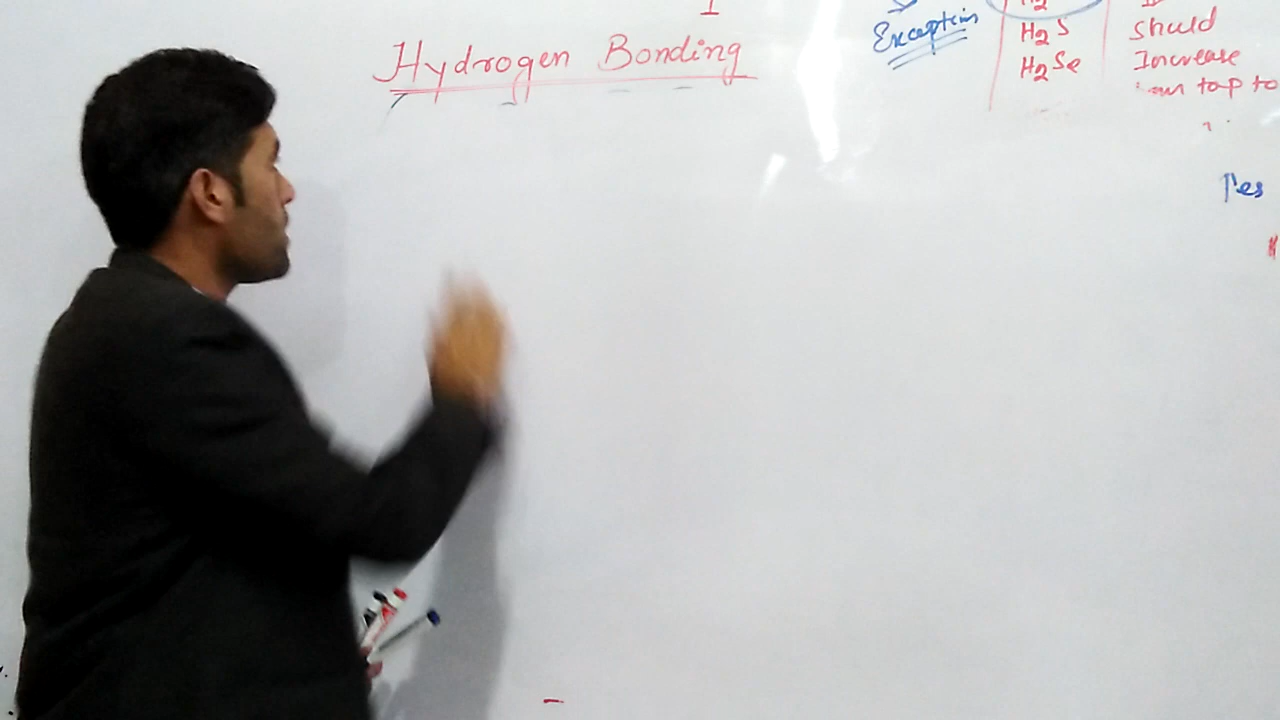 Hydrogen Bonding
Exception
H2S
H2Se
should
Increase
top to